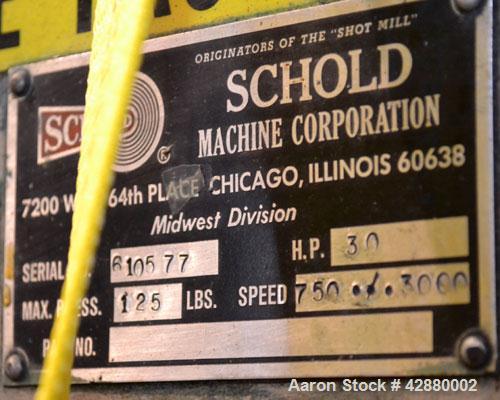 ORIGINATORS OF THE "SHOT MILL"
SCHOLD
MACHINE CORPORATION
64th PLACE CHICAGO, ILLINOIS 60638
7200 W
Midwest Division
SERIAL 610577 H.P. 30
MAX. 125 LBS. SPEED 750 3000
NO.
Aaron Stock # 42880002